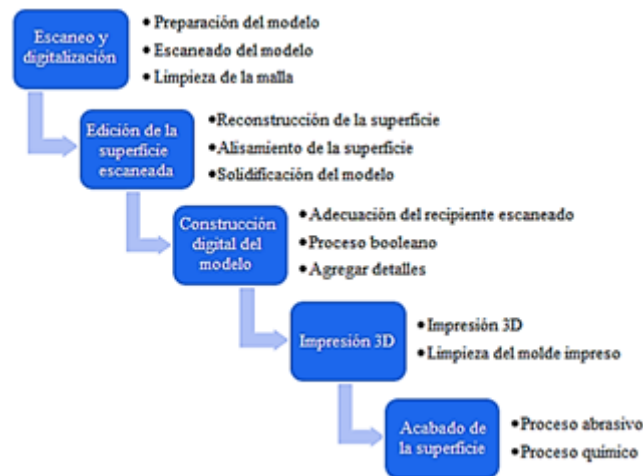 Escaneo y
digitalización
•Preparación del modelo
•Escaneado del modelo
•Limpieza de la malla
Edición de la
superficie
escaneada
•Reconstrucción de la superficie
•Alisamiento de la superficie
•Solidificación del modelo
Construcción
digital del
modelo
•Adecuación del recipiente escaneado
•Proceso booleano
•Agregar detalles
Impresión 3D
•Impresión 3D
•Limpieza del molde impreso
Acabado de
la superficie
•Proceso abrasivo
•Proceso químico